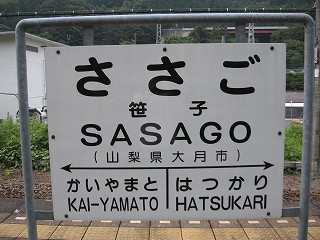 ささご
笹子
SASAGO
(山梨県大月市)
かいやまと はつかり
KAI-YAMATO HATSUKARI